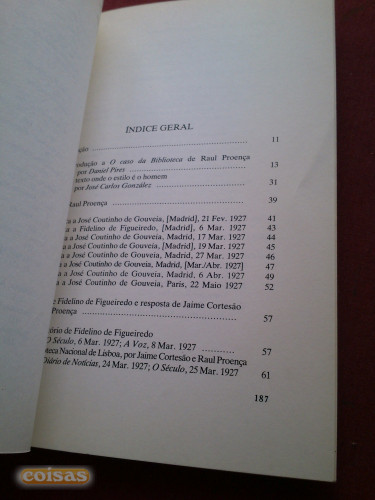 ÍNDICE GERAL
11
a O caso da Biblioteca de Raul Proença
por Daniel Pires 13
texto onde o estilo é o homem
por José Carlos González 31
Raul Proença 39
a a José Coutinho de Gouveia, [Madrid], 21 Fev. 1927 41
a a Fidelino de Figueiredo, [Madrid], 6 Mar. 1927 43
a a José Coutinho de Gouveia, Madrid, 17 Mar. 1927 44
a a José Coutinho de Gouveia, [Madrid], 19 Mar. 1927 45
a a José Coutinho de Gouveia, Madrid, 27 Mar. 1927 46
a a José Coutinho de Gouveia, Madrid, [Mar./Abr. 1927] 47
a a José Coutinho de Gouveia, Madrid, 6 Abr. 1927 49
a a José Coutinho de Gouveia, Paris, 22 Maio 1927 52
e Fidelino de Figueiredo e resposta de Jaime Cortesão
Proença 57
tório de Fidelino de Figueiredo
O Século, 6 Mar. 1927; A Voz, 8 Mar. 1927 57
oteca Nacional de Lisboa, por Jaime Cortesão e Raul Proença
Diário de Notícias, 24 Mar. 1927; O Século, 25 Mar. 1927 61
187
coisas